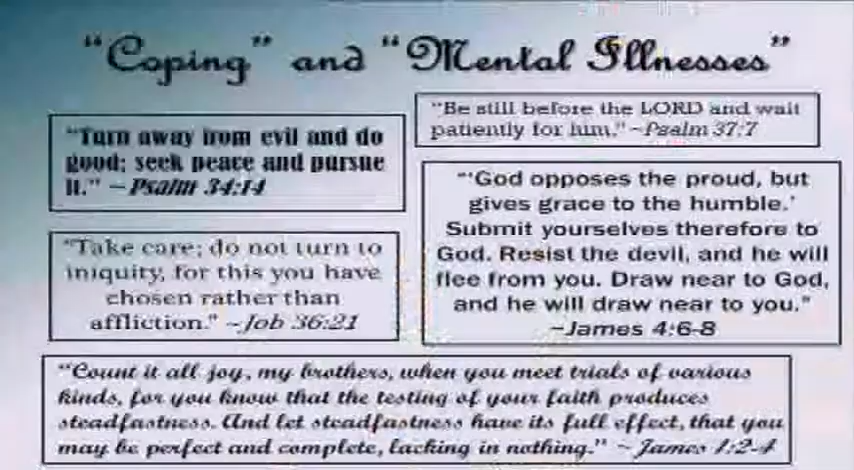 "Coping" and "Mental Illnesses"
"Turn away from evil and do
good; seek peace and pursue
it." ~Psalm 34:14
"Be still before the LORD and wait
patiently for him." ~Psalm 37:7
"Take care; do not turn to
iniquity, for this you have
chosen rather than
affliction." ~Job 36:21
"'God opposes the proud, but
gives grace to the humble.'
Submit yourselves therefore to
God. Resist the devil, and he will
flee from you. Draw near to God,
and he will draw near to you."
~James 4:6-8
"Count it all joy, my brothers, when you meet trials of various
kinds, for you know that the testing of your faith produces
steadfastness. And let steadfastness have its full effect, that you
may be perfect and complete, lacking in nothing." ~ James 1:2-4